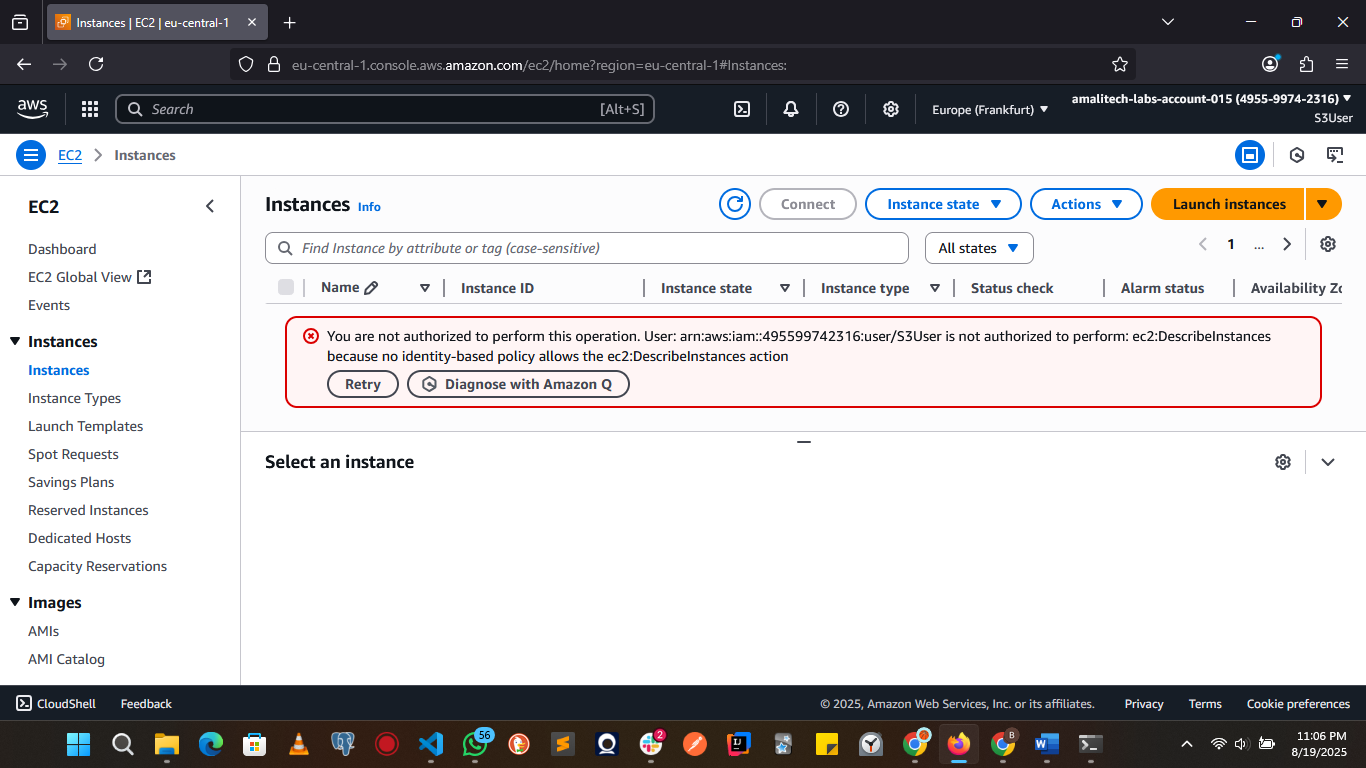 Instances | EC2 | eu-central-1
eu-central-1.console.aws.amazon.com/ec2/home?region=eu-central-1#Instances:
aws
Search
[Alt+S]
Europe (Frankfurt)
amalitech-labs-account-015 (4955-9974-2316)
S3User
EC2
Instances
EC2
Dashboard
EC2 Global View
Events
Instances
Instances
Instance Types
Launch Templates
Spot Requests
Savings Plans
Reserved Instances
Dedicated Hosts
Capacity Reservations
Images
AMIs
AMI Catalog
Instances Info
Connect
Instance state
Actions
Launch instances
Find Instance by attribute or tag (case-sensitive)
All states
1
...
Name
Instance ID
Instance state
Instance type
Status check
Alarm status
Availability Zo
You are not authorized to perform this operation. User: arn:aws:iam::495599742316:user/S3User is not authorized to perform: ec2:DescribeInstances
because no identity-based policy allows the ec2:DescribeInstances action
Retry
Diagnose with Amazon Q
Select an instance
CloudShell
Feedback
© 2025, Amazon Web Services, Inc. or its affiliates.
Privacy
Terms
Cookie preferences
56
2
B
11:06 PM
8/19/2025